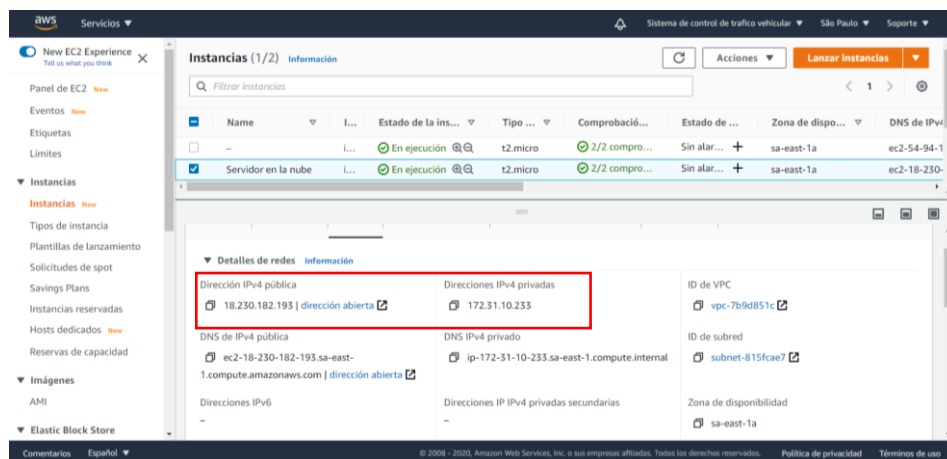 aws Servicios ▼ Sistema de control de trafico vehicular ▼ São Paulo ▼ Soporte ▼
New EC2 Experience
Tell us what you think
Panel de EC2 New
Eventos New
Etiquetas
Límites
▼ Instancias
Instancias New
Tipos de instancia
Plantillas de lanzamiento
Solicitudes de spot
Savings Plans
Instancias reservadas
Hosts dedicados New
Reservas de capacidad
▼ Imágenes
AMI
▼ Elastic Block Store
Instancias (1/2) Información
Acciones ▼ Lanzar instancias ▼
Filtrar instancias
< 1 >
Name I... Estado de la ins... Tipo ... Comprobació... Estado de ... Zona de dispo... DNS de IPv4
– i... En ejecución t2.micro 2/2 compro... Sin alar... + sa-east-1a ec2-54-94-1
Servidor en la nube i... En ejecución t2.micro 2/2 compro... Sin alar... + sa-east-1a ec2-18-230-
▼ Detalles de redes Información
Dirección IPv4 pública
18.230.182.193 | dirección abierta
Direcciones IPv4 privadas
172.31.10.233
ID de VPC
vpc-7b9d851c
DNS de IPv4 pública
ec2-18-230-182-193.sa-east-
1.compute.amazonaws.com | dirección abierta
DNS IPv4 privado
ip-172-31-10-233.sa-east-1.compute.internal
ID de subred
subnet-815fcae7
Direcciones IPv6
–
Direcciones IP IPv4 privadas secundarias
–
Zona de disponibilidad
sa-east-1a
Comentarios Español ▼ © 2008 - 2020, Amazon Web Services, Inc. o sus empresas afiliadas. Todos los derechos reservados. Política de privacidad Términos de uso